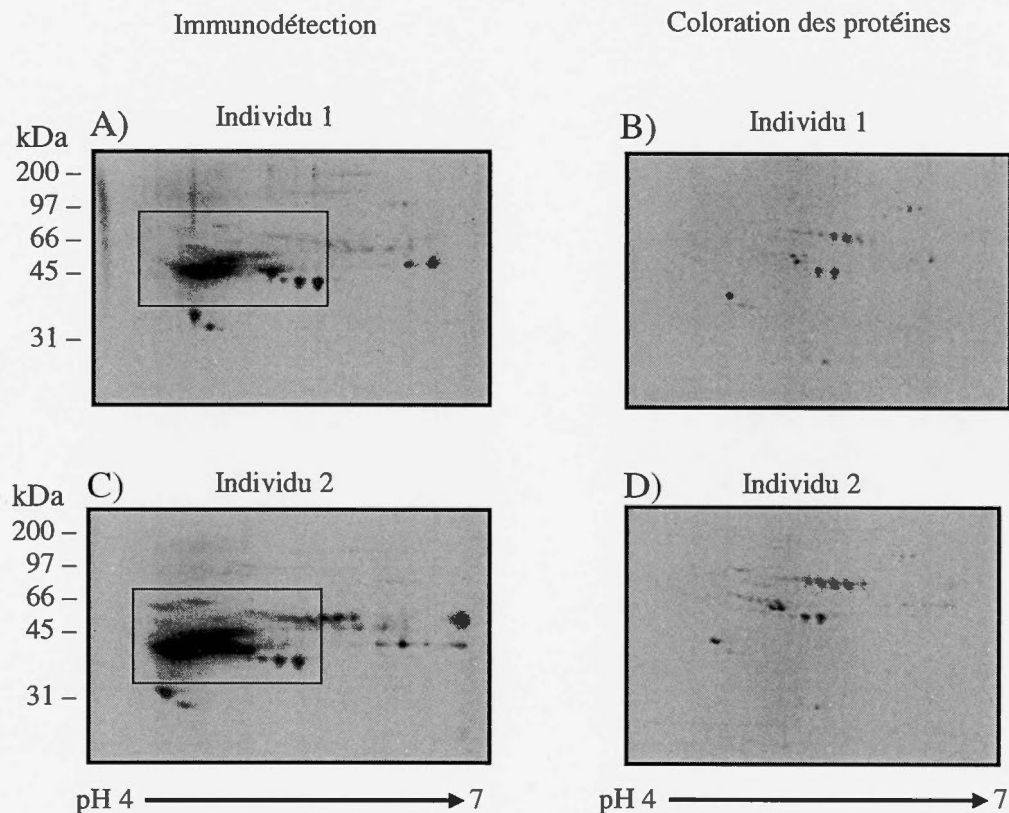 Immunodétection
Coloration des protéines
A) Individu 1
B) Individu 1
kDa
200 –
97 –
66 –
45 –
31 –
C) Individu 2
D) Individu 2
kDa
200 –
97 –
66 –
45 –
31 –
pH 4 7
pH 4 7